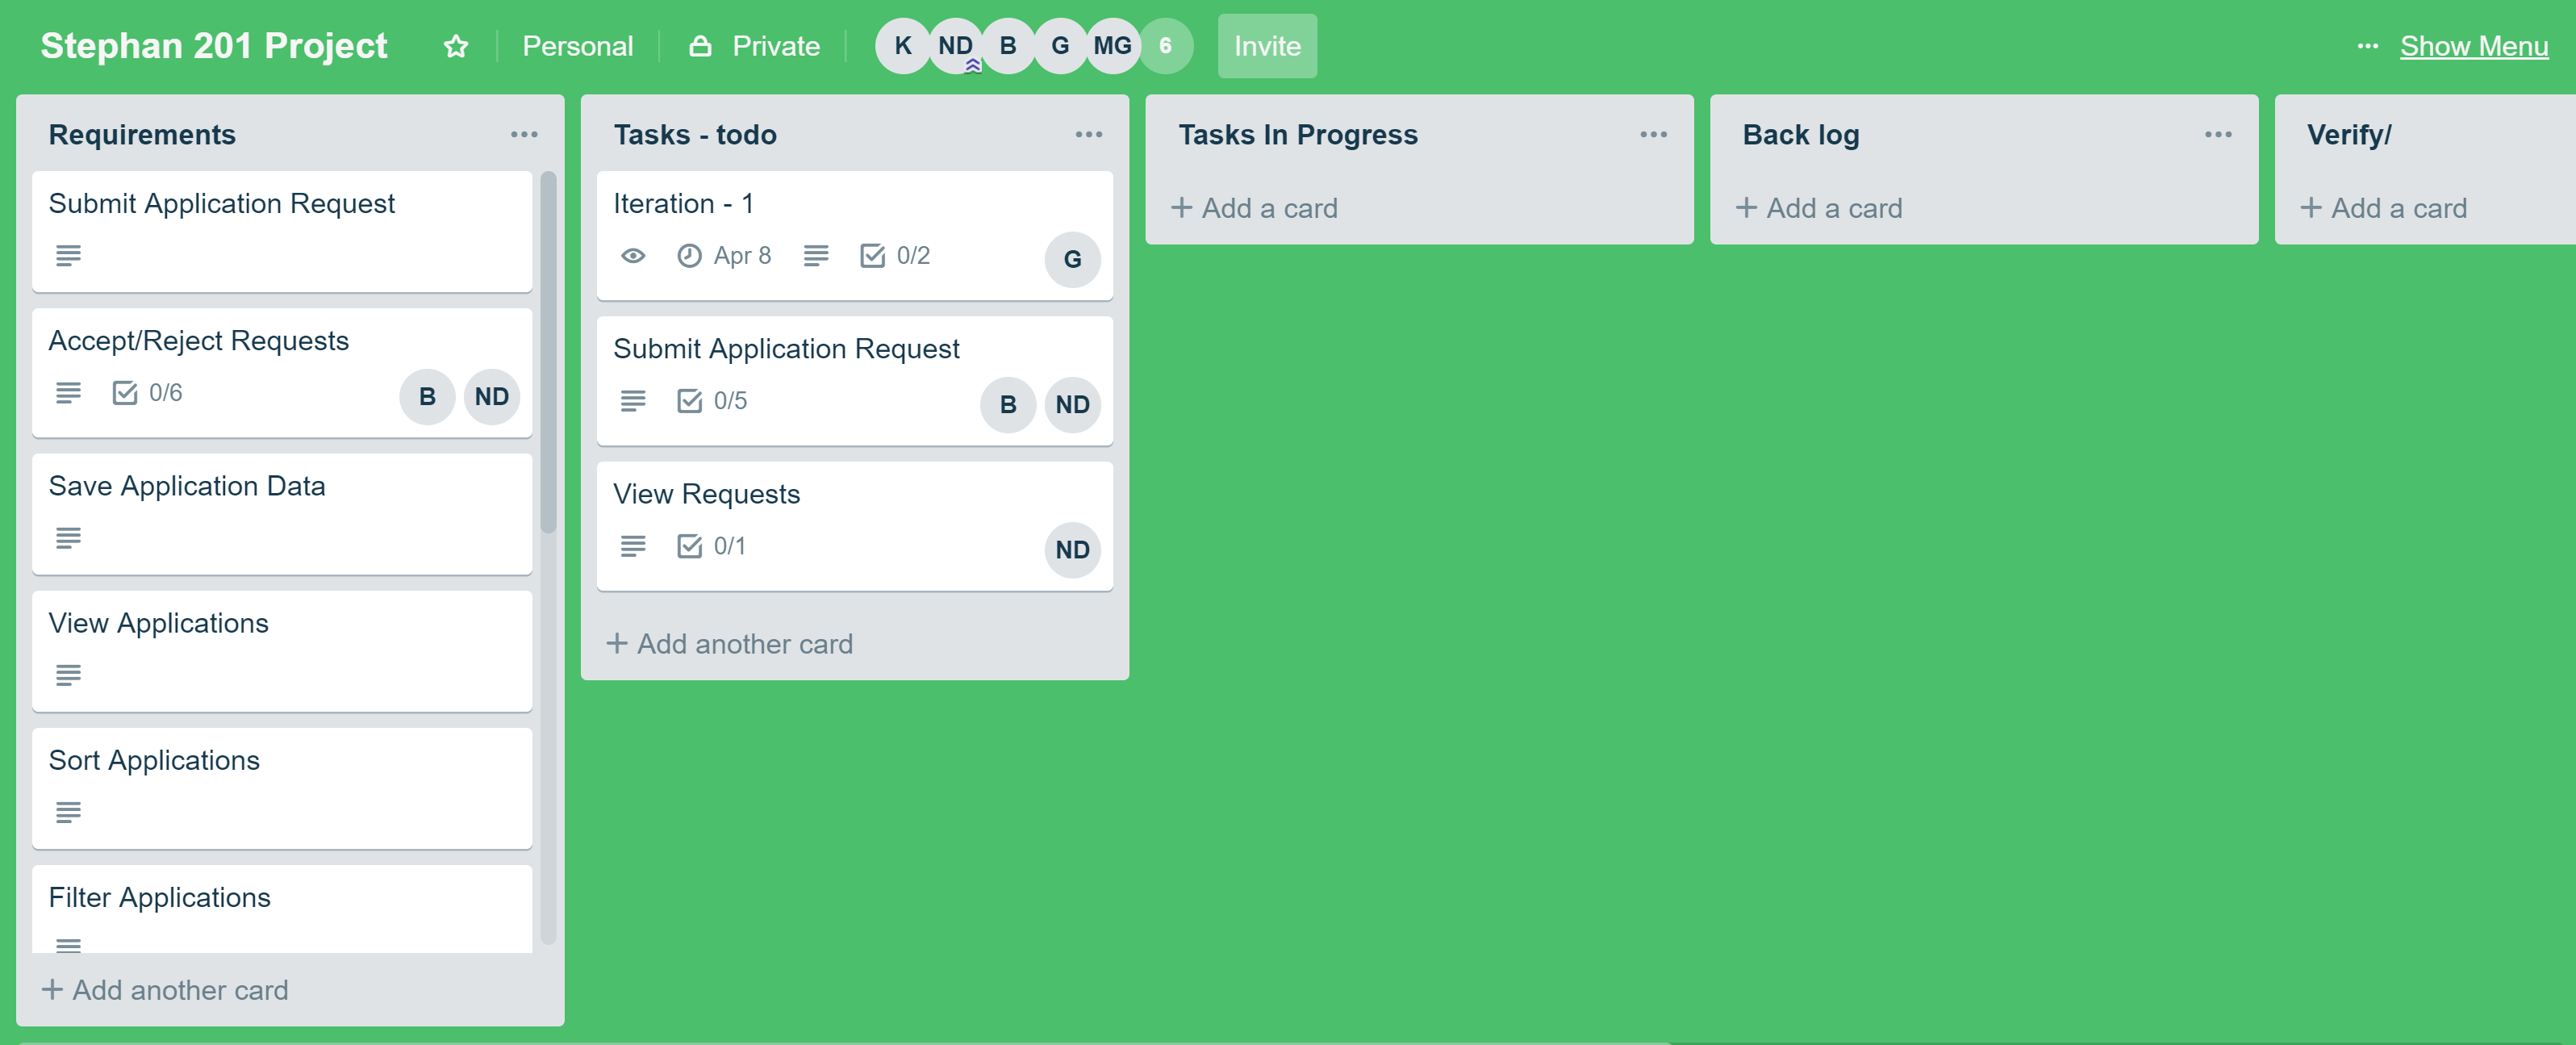 Stephan 201 Project Personal Private K ND B G MG 6 Invite ··· Show Menu
Requirements
Submit Application Request
Accept/Reject Requests
0/6 B ND
Save Application Data
View Applications
Sort Applications
Filter Applications
+ Add another card
Tasks - todo
Iteration - 1
Apr 8 0/2 G
Submit Application Request
0/5 B ND
View Requests
0/1 ND
+ Add another card
Tasks In Progress
+ Add a card
Back log
+ Add a card
Verify/
+ Add a card